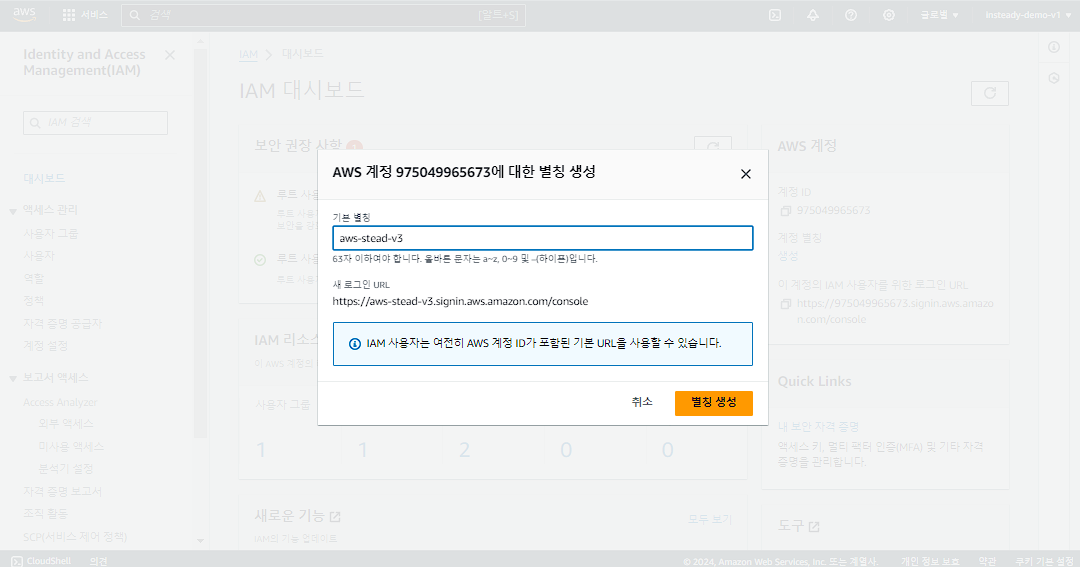 aws
서비스
검색
[알트+S]
글로벌
insteady-demo-v1
Identity and Access
Management(IAM)
IAM 검색
대시보드
액세스 관리
사용자 그룹
사용자
역할
정책
자격 증명 공급자
계정 설정
보고서 액세스
Access Analyzer
외부 액세스
미사용 액세스
분석기 설정
자격 증명 보고서
조직 활동
SCP(서비스 제어 정책)
IAM
대시보드
IAM 대시보드
보안 권장 사항
루트 사용
루트 사용
보안을 강
루트 사용
루트 사용
IAM 리소스
이 AWS 계정의
사용자 그룹
1 1 2 0 0
새로운 기능
모두 보기
IAM의 기능 업데이트
AWS 계정 975049965673에 대한 별칭 생성
기본 별칭
aws-stead-v3
63자 이하여야 합니다. 올바른 문자는 a~z, 0~9 및 –(하이픈)입니다.
새 로그인 URL
https://aws-stead-v3.signin.aws.amazon.com/console
IAM 사용자는 여전히 AWS 계정 ID가 포함된 기본 URL을 사용할 수 있습니다.
취소
별칭 생성
AWS 계정
계정 ID
975049965673
계정 별칭
생성
이 계정의 IAM 사용자를 위한 로그인 URL
https://975049965673.signin.aws.amazo
n.com/console
Quick Links
내 보안 자격 증명
액세스 키, 멀티 팩터 인증(MFA) 및 기타 자격
증명을 관리합니다.
도구
CloudShell
의견
© 2024, Amazon Web Services, Inc. 또는 계열사.
개인 정보 보호
약관
쿠키 기본 설정